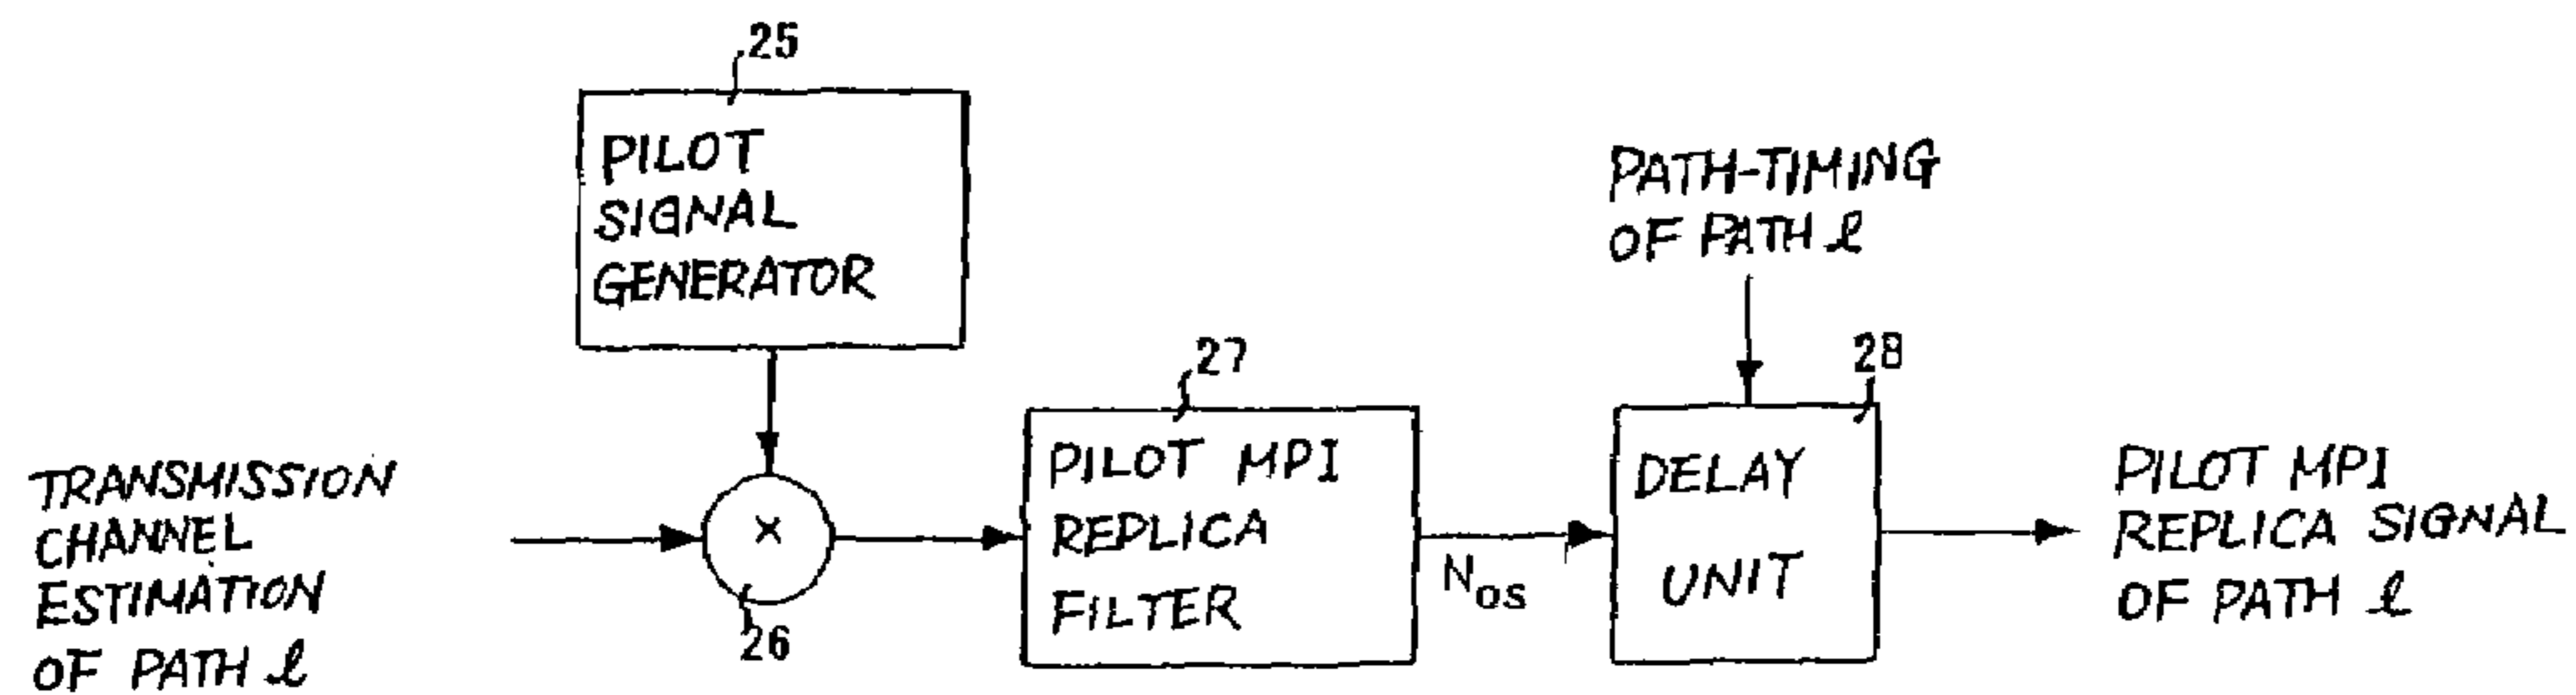 25
PILOT
SIGNAL
GENERATOR
PATH-TIMING
OF PATH ℓ
27
28
TRANSMISSION
CHANNEL
ESTIMATION
OF PATH ℓ
×
26
PILOT MPI
REPLICA
FILTER
N_OS
DELAY
UNIT
PILOT MPI
REPLICA SIGNAL
OF PATH ℓ